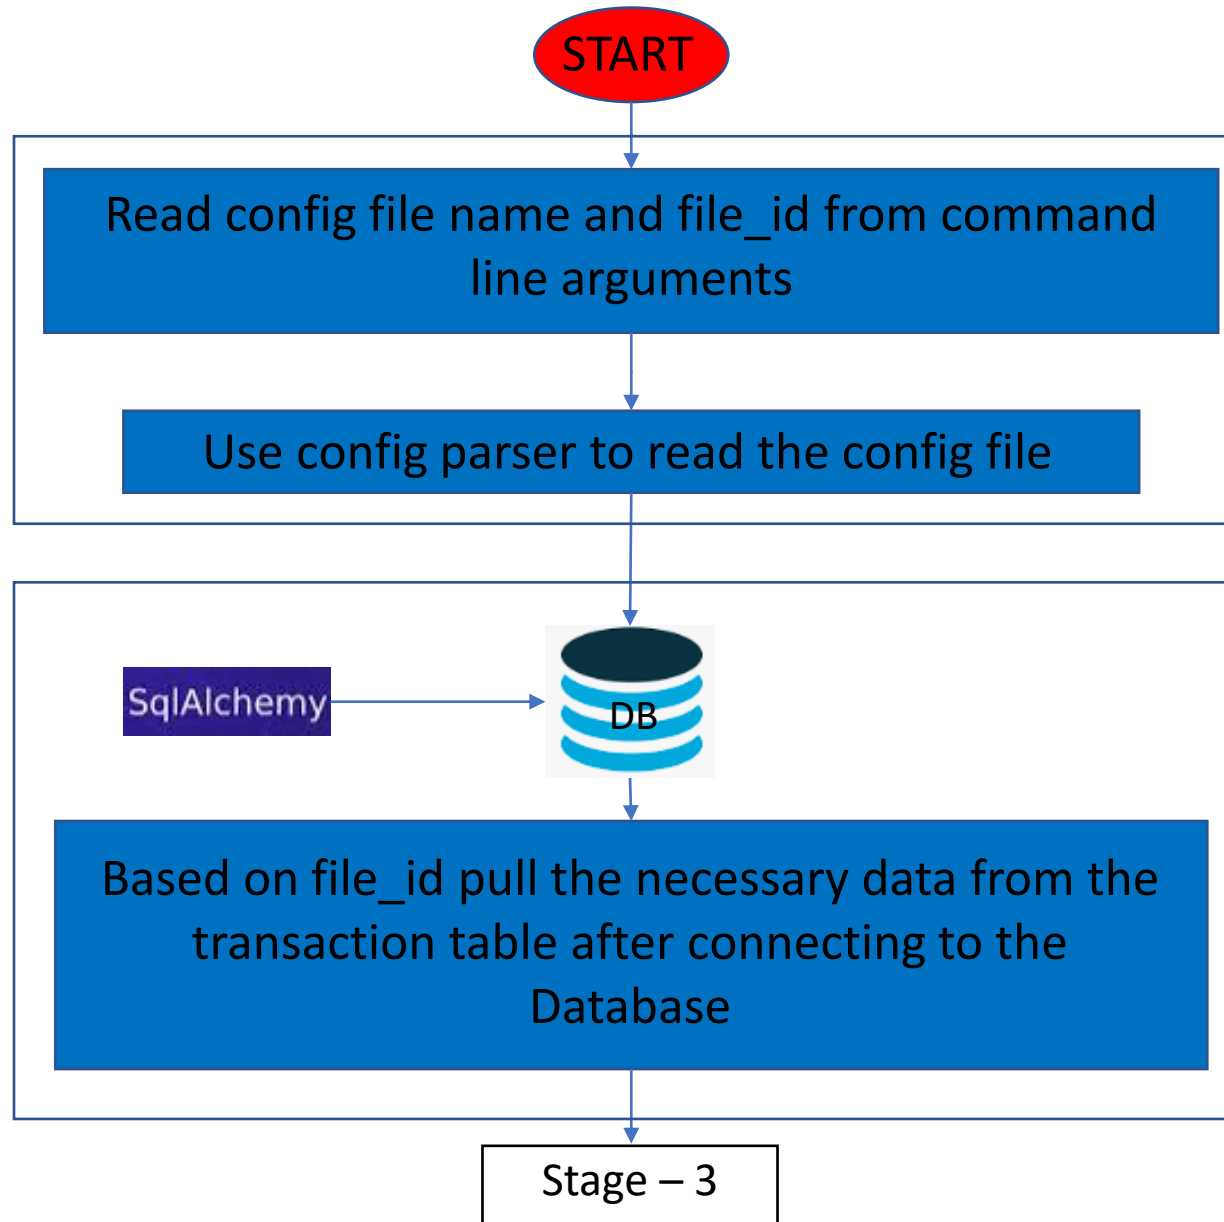 START
Read config file name and file_id from command
line arguments
Use config parser to read the config file
SqlAlchemy
DB
Based on file_id pull the necessary data from the
transaction table after connecting to the
Database
Stage – 3